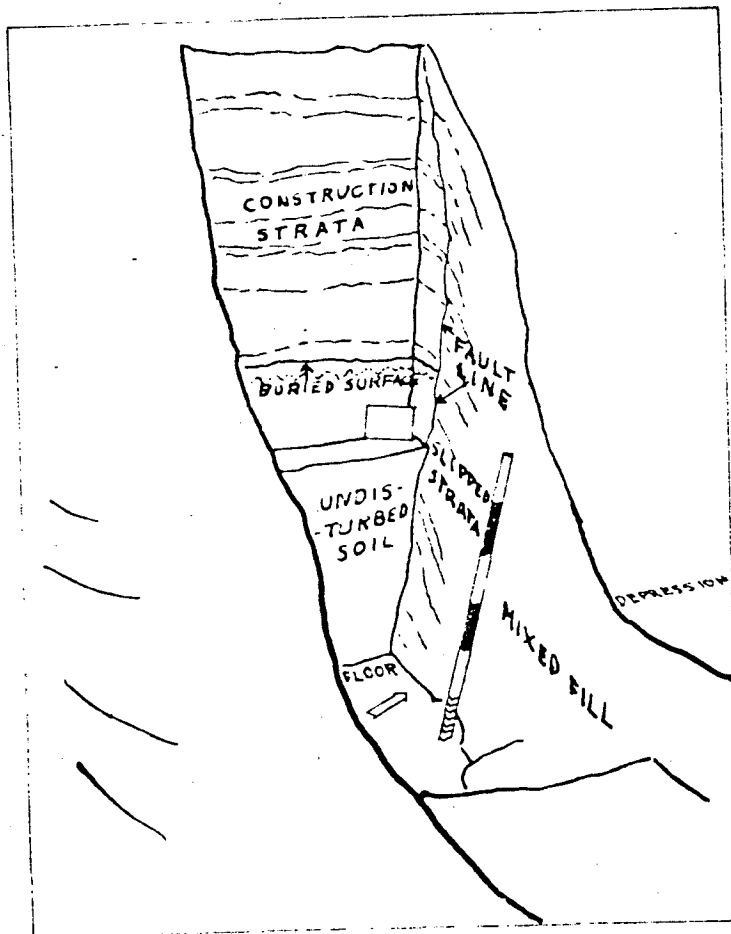 CONSTRUCTION
STRATA
FAULT
LINE
BURIED SURFACE
SLIPPED
STRATA
UNDIS-
-TURBED
SOIL
DEPRESSION
MIXED FILL
FLOOR